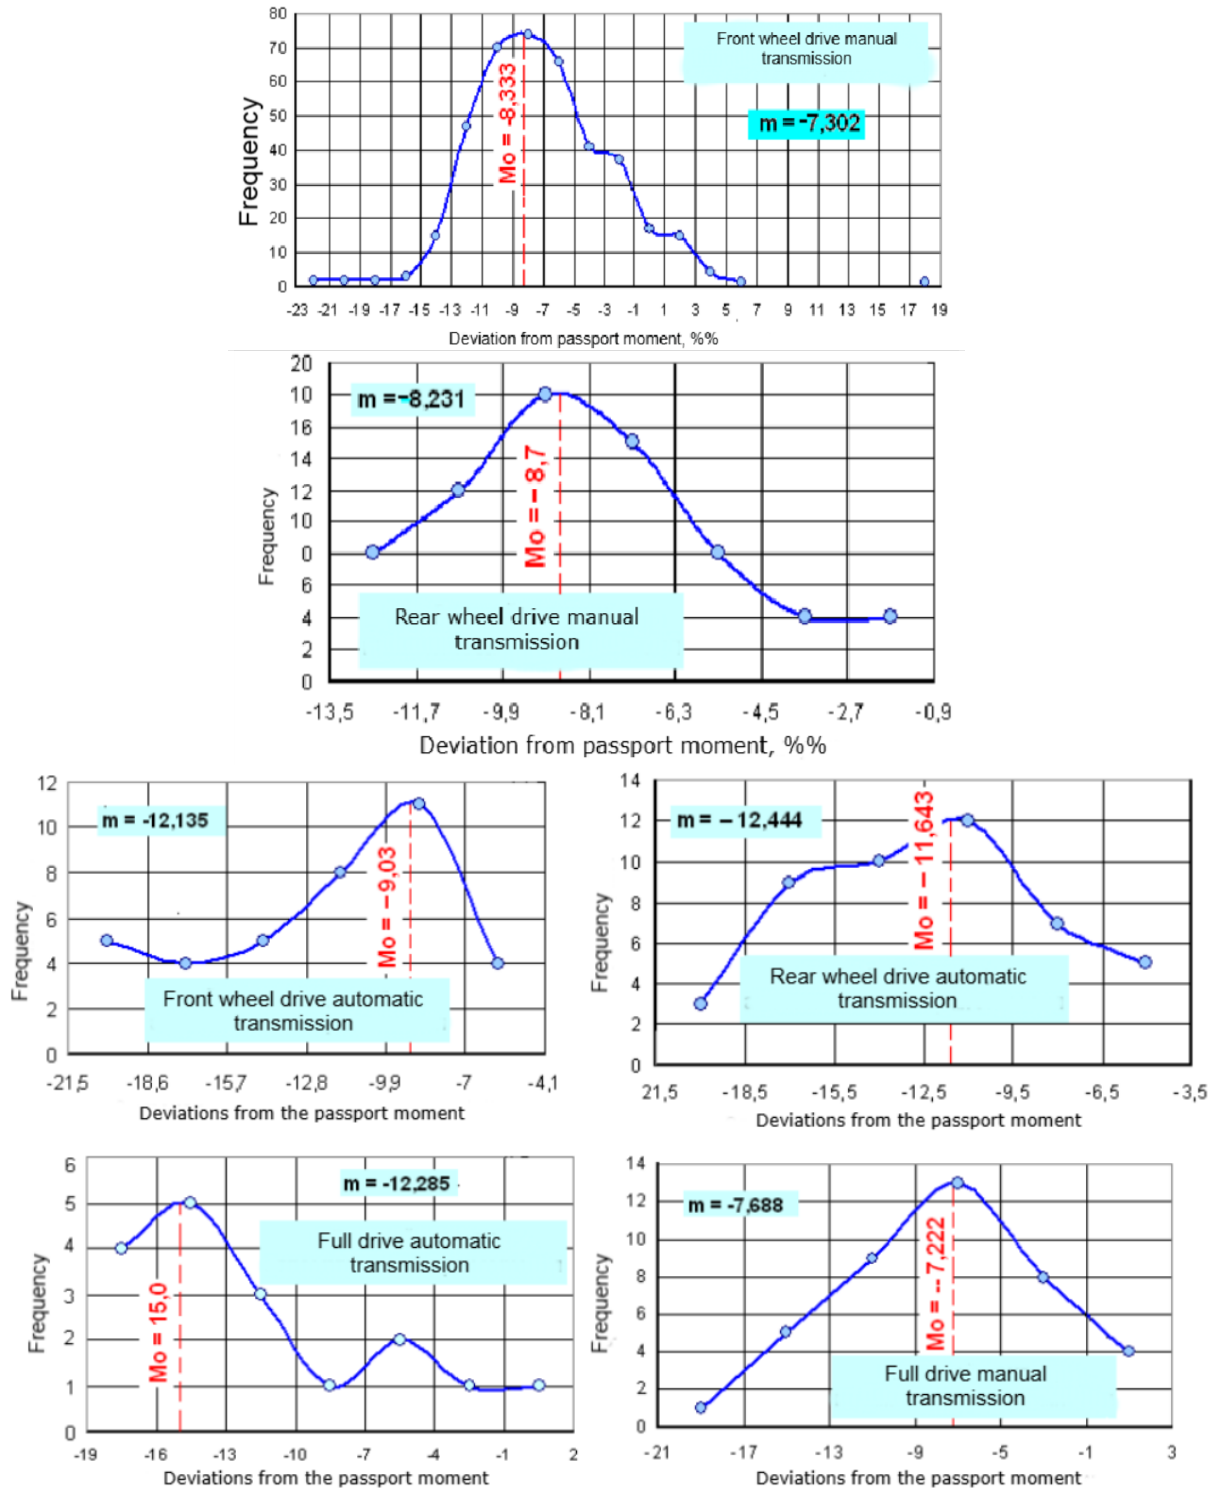 80
70
60
50
40
30
20
10
0
Frequency
Front wheel drive manual
transmission
Mo = -8,333
m = -7,302
-23 -21 -19 -17 -15 -13 -11 -9 -7 -5 -3 -1 1 3 5 7 9 11 13 15 17 19
Deviation from passport moment, %%
20
10
16
14
12
10
0
6
4
2
0
Frequency
m = -8,231
Mo = - 8,7
Rear wheel drive manual
transmission
-13,5 -11,7 -9,9 -8,1 -6,3 -4,5 -2,7 -0,9
Deviation from passport moment, %%
12
10
8
6
4
2
0
Frequency
m = -12,135
Mo = - 9,03
Front wheel drive automatic
transmission
-21,5 -18,6 -15,7 -12,8 -9,9 -7 -4,1
Deviations from the passport moment
14
12
10
8
6
4
2
0
Frequency
m = - 12,444
Mo = - 11,643
Rear wheel drive automatic
transmission
21,5 -18,5 -15,5 -12,5 -9,5 -6,5 -3,5
Deviations from the passport moment
6
5
4
3
2
1
0
Frequency
m = -12,285
Full drive automatic
transmission
Mo = 15,0
-19 -16 -13 -10 -7 -4 -1 2
Deviations from the passport moment
14
12
10
8
6
4
2
0
Frequency
m = -7,688
Mo = -- 7,222
Full drive manual
transmission
-21 -17 -13 -9 -5 -1 3
Deviations from the passport moment